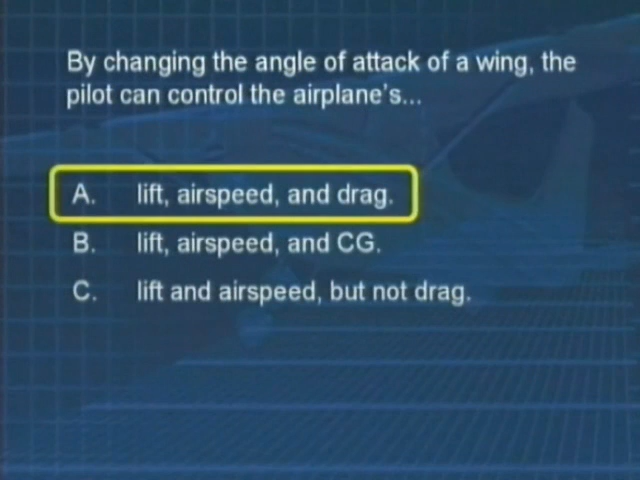 By changing the angle of attack of a wing, the
pilot can control the airplane's...
A. lift, airspeed, and drag.
B. lift, airspeed, and CG.
C. lift and airspeed, but not drag.